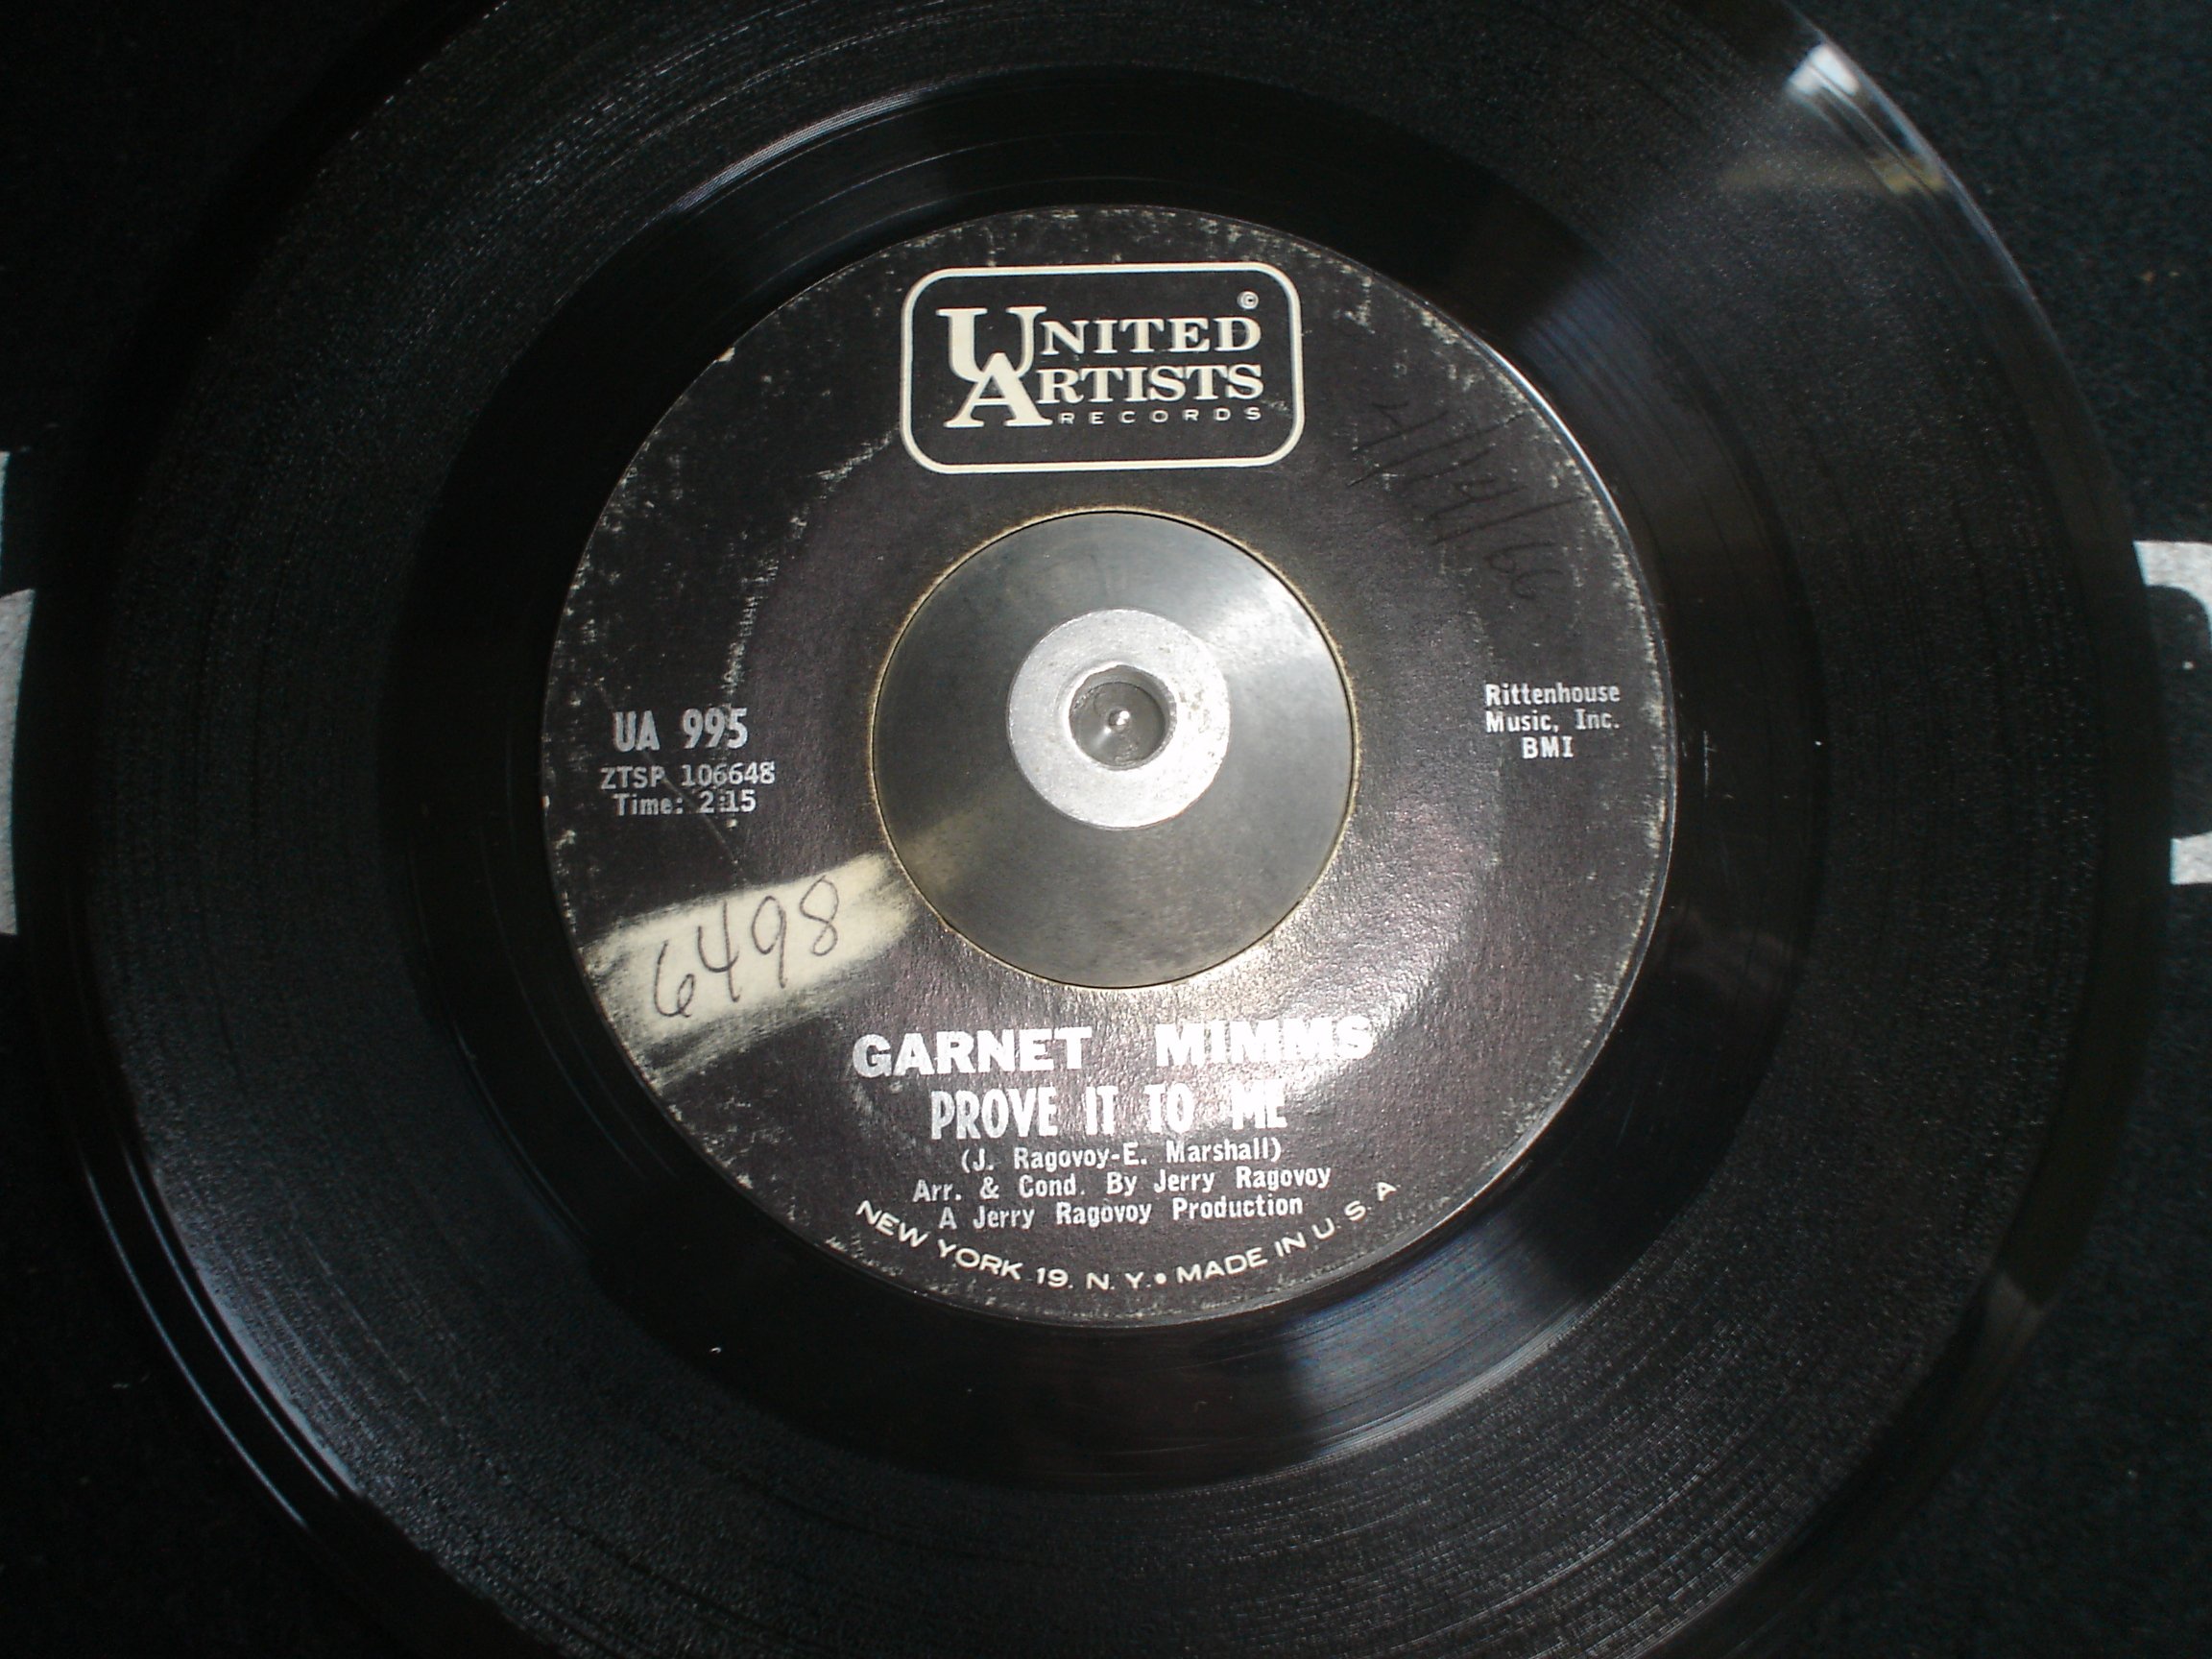 UNITED ©
ARTISTS
RECORDS
UA 995
ZTSP 106648
Time: 2:15
Rittenhouse
Music, Inc.
BMI
6498
GARNET MIMMS
PROVE IT TO ME
(J. Ragovoy-E. Marshall)
Arr. & Cond. By Jerry Ragovoy
A Jerry Ragovoy Production
NEW YORK 19. N. Y. • MADE IN U. S. A